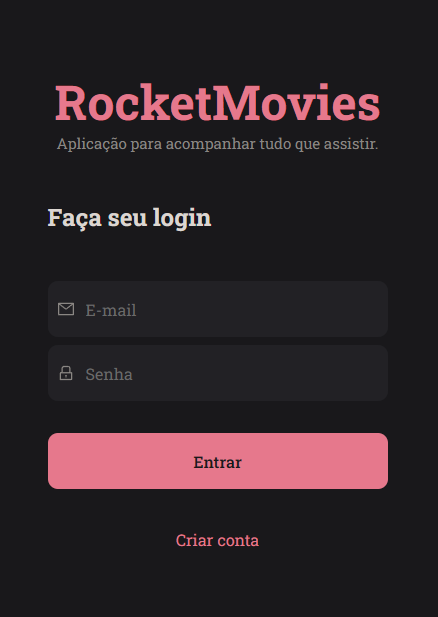 RocketMovies
Aplicação para acompanhar tudo que assistir.
Faça seu login
E-mail
Senha
Entrar
Criar conta